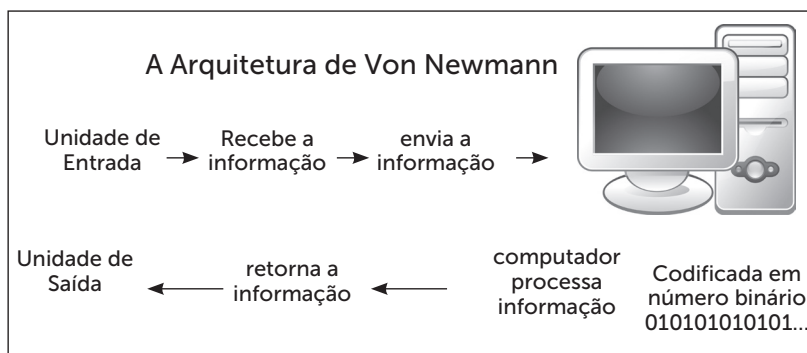 A Arquitetura de Von Newmann
Unidade de
Entrada
Recebe a
informação
envia a
informação
Unidade de
Saída
retorna a
informação
computador
processa
informação
Codificada em
número binário
010101010101...